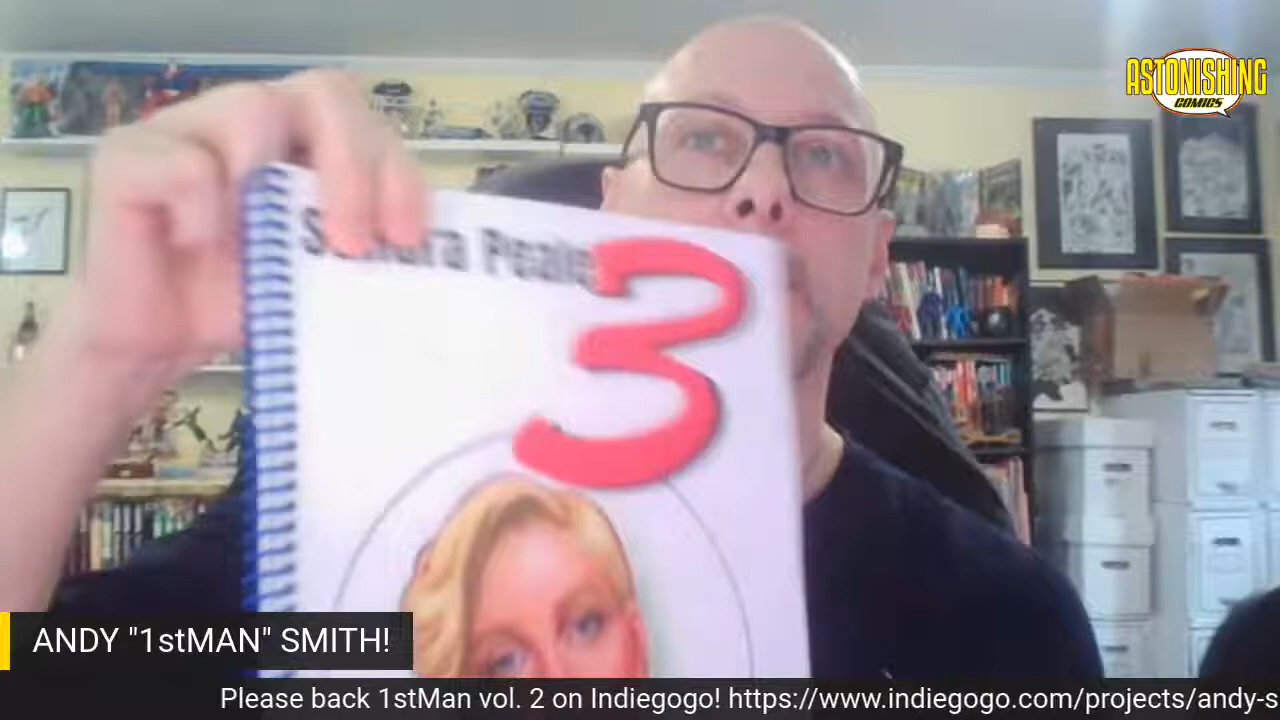 ASTONISHING
COMICS
Peale
3
ANDY "1stMAN" SMITH!
Please back 1stMan vol. 2 on Indiegogo! https://www.indiegogo.com/projects/andy-s